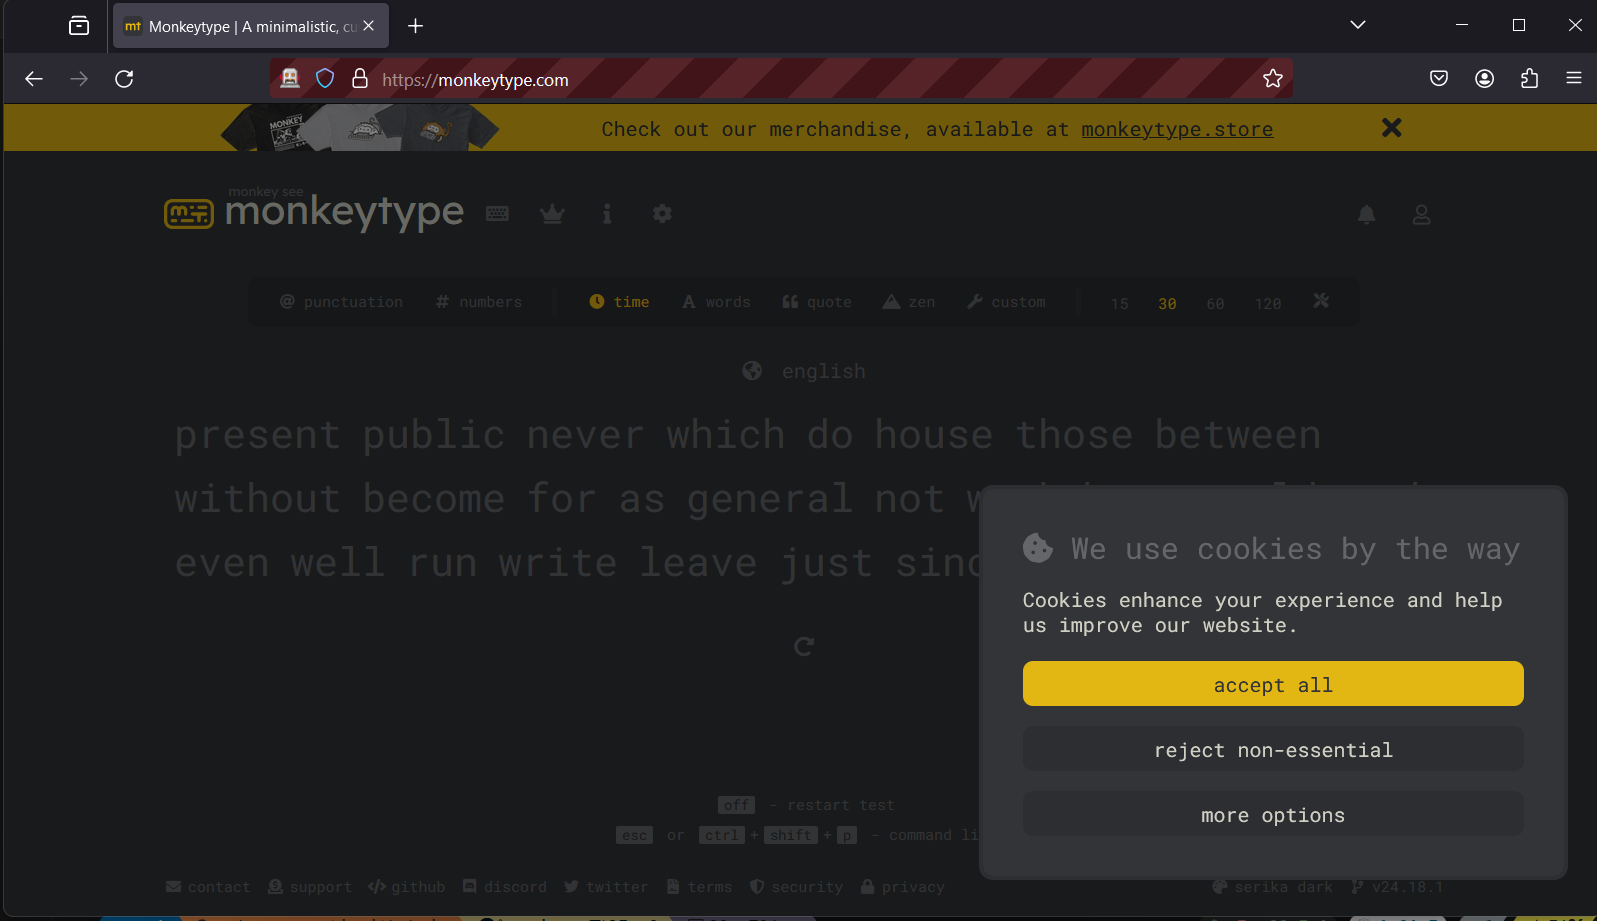 Monkeytype | A minimalistic, cu
https://monkeytype.com
MONKEY
Check out our merchandise, available at monkeytype.store
monkey see
monkeytype
@ punctuation # numbers time A words quote zen custom 15 30 60 120
english
present public never which do house those between
without become for as general not
even well run write leave just
We use cookies by the way
Cookies enhance your experience and help
us improve our website.
accept all
reject non-essential
more options
off - restart test
esc or ctrl + shift + p - command li
contact support github discord twitter terms security privacy serika dark v24.18.1